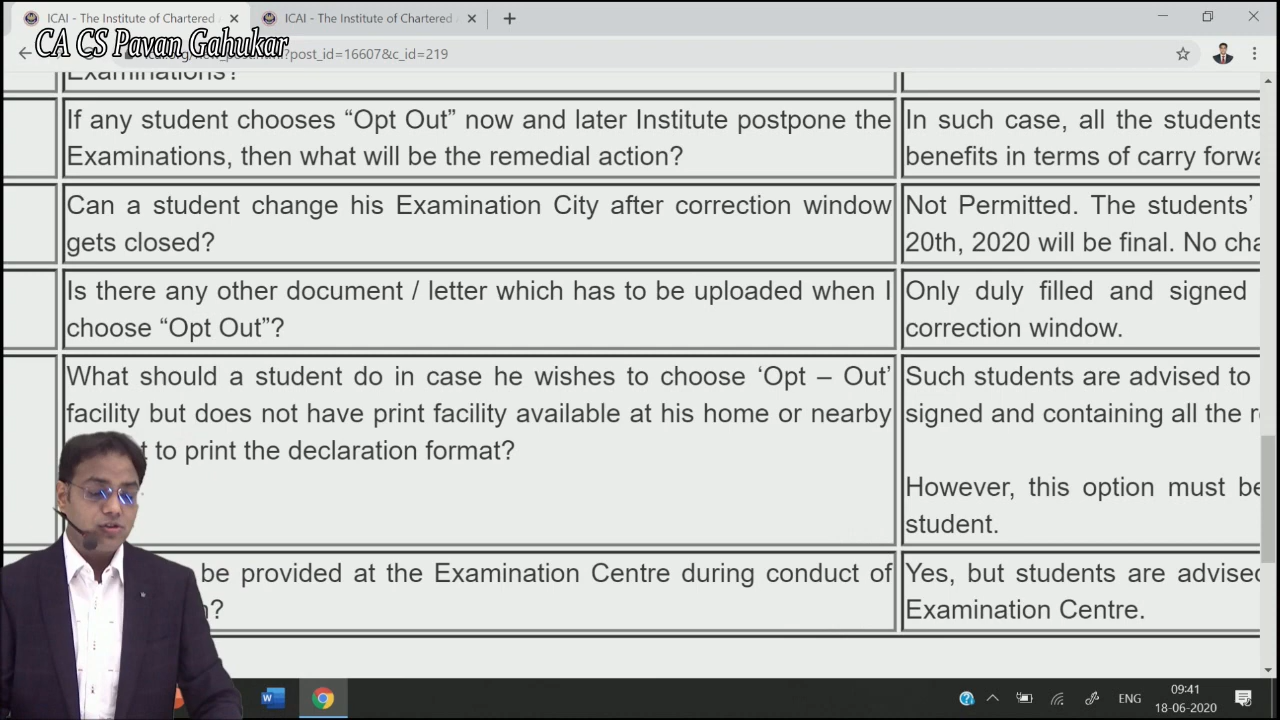 ICAI - The Institute of Chartered
ICAI - The Institute of Chartered
CA CS Pavan Gahukar
?post_id=16607&c_id=219
Examinations?
If any student chooses “Opt Out” now and later Institute postpone the
Examinations, then what will be the remedial action?
In such case, all the students
benefits in terms of carry forwa
Can a student change his Examination City after correction window
gets closed?
Not Permitted. The students’
20th, 2020 will be final. No cha
Is there any other document / letter which has to be uploaded when I
choose “Opt Out”?
Only duly filled and signed
correction window.
What should a student do in case he wishes to choose ‘Opt – Out’
facility but does not have print facility available at his home or nearby
t to print the declaration format?
Such students are advised to
signed and containing all the r
However, this option must be
student.
be provided at the Examination Centre during conduct of
n?
Yes, but students are advised
Examination Centre.
ENG
09:41
18-06-2020